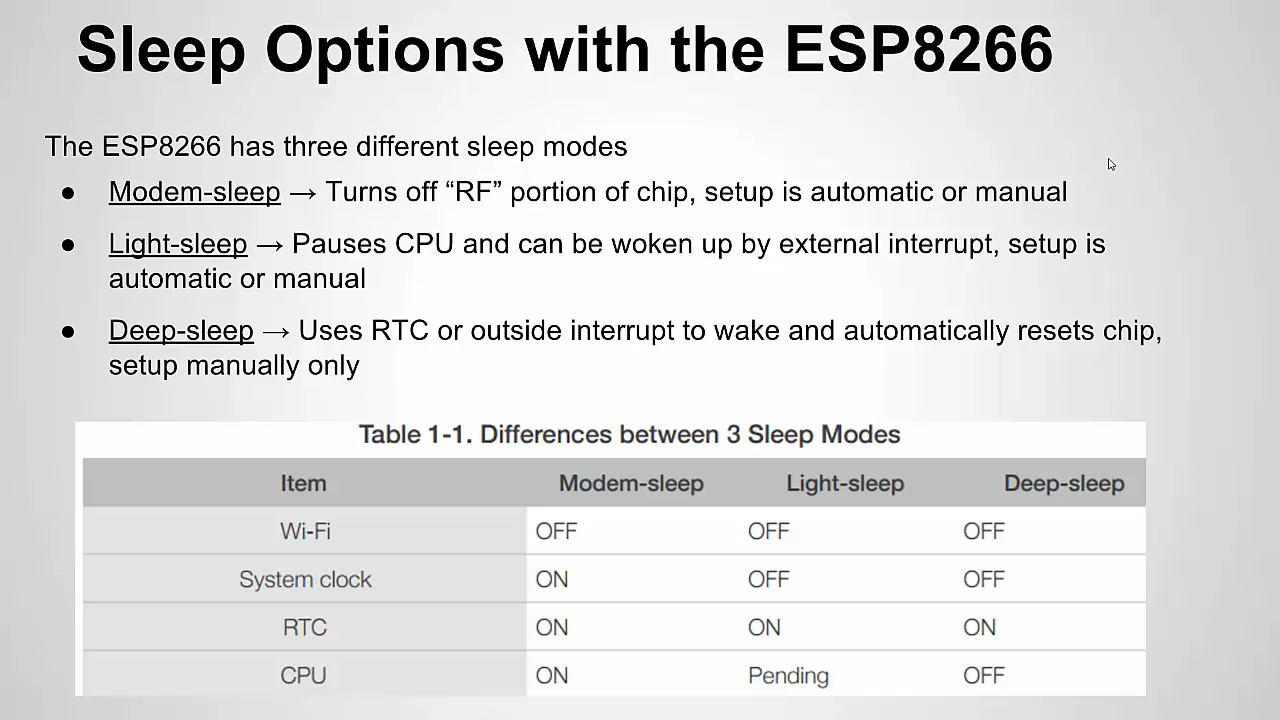 Sleep Options with the ESP8266
The ESP8266 has three different sleep modes
● Modem-sleep → Turns off “RF” portion of chip, setup is automatic or manual
● Light-sleep → Pauses CPU and can be woken up by external interrupt, setup is
automatic or manual
● Deep-sleep → Uses RTC or outside interrupt to wake and automatically resets chip,
setup manually only
Table 1-1. Differences between 3 Sleep Modes
Item Modem-sleep Light-sleep Deep-sleep
Wi-Fi OFF OFF OFF
System clock ON OFF OFF
RTC ON ON ON
CPU ON Pending OFF